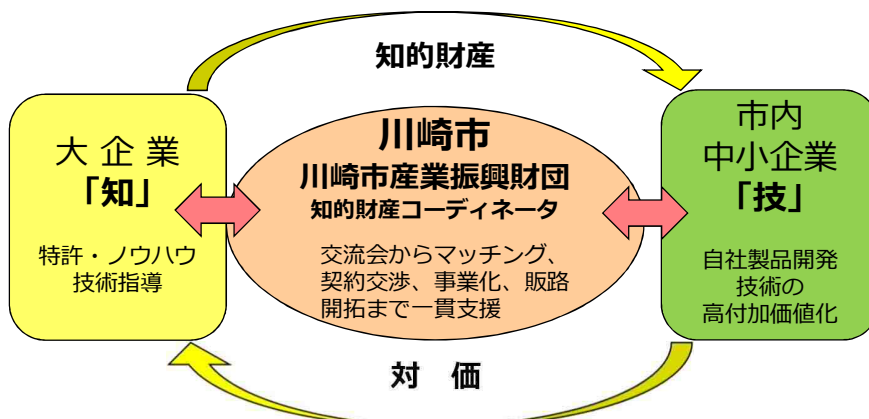 知的財産
大 企 業
「知」
特許・ノウハウ
技術指導
川崎市
川崎市産業振興財団
知的財産コーディネータ
交流会からマッチング、
契約交渉、事業化、販路
開拓まで一貫支援
市内
中小企業
「技」
自社製品開発
技術の
高付加価値化
対　価